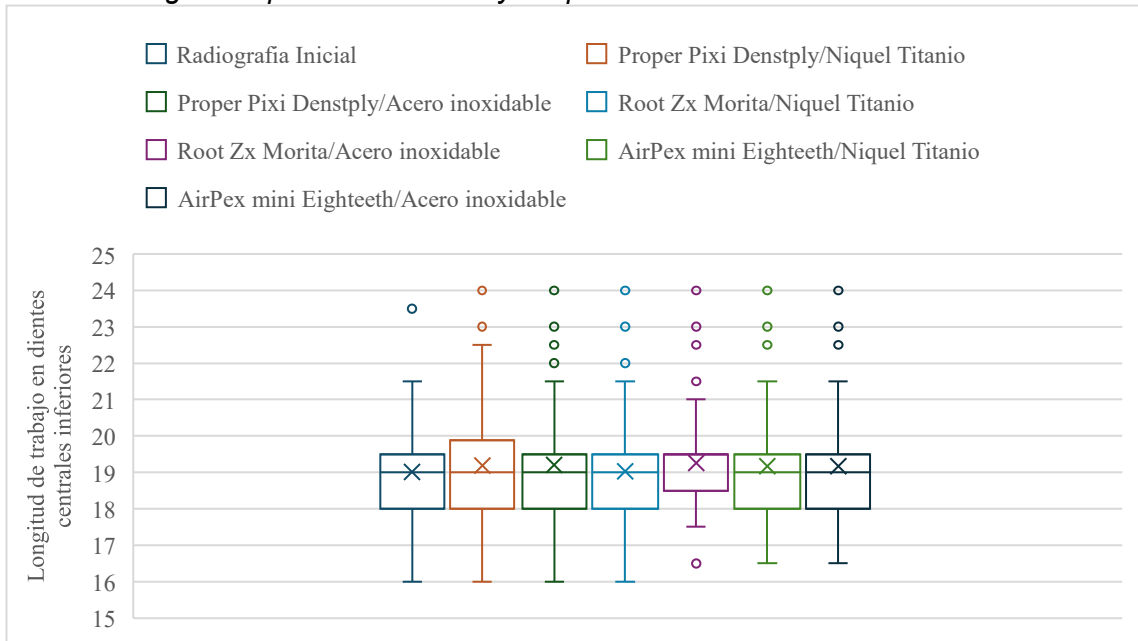 Radiografia Inicial
Proper Pixi Denstply/Niquel Titanio
Proper Pixi Denstply/Acero inoxidable
Root Zx Morita/Niquel Titanio
Root Zx Morita/Acero inoxidable
AirPex mini Eighteeth/Niquel Titanio
AirPex mini Eighteeth/Acero inoxidable
Longitud de trabajo en dientes
centrales inferiores
25
24
23
22
21
20
19
18
17
16
15